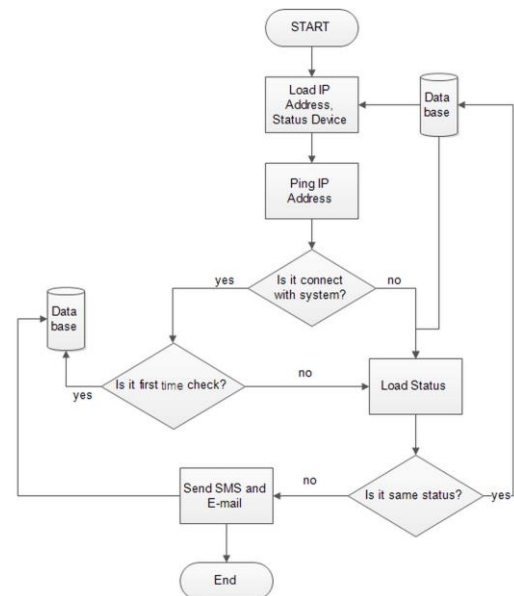 START
Load IP
Address,
Status Device
Data
base
Ping IP
Address
Is it connect
with system?
yes
no
Data
base
Is it first time check?
yes
no
Load Status
Is it same status?
no
yes
Send SMS and
E-mail
End